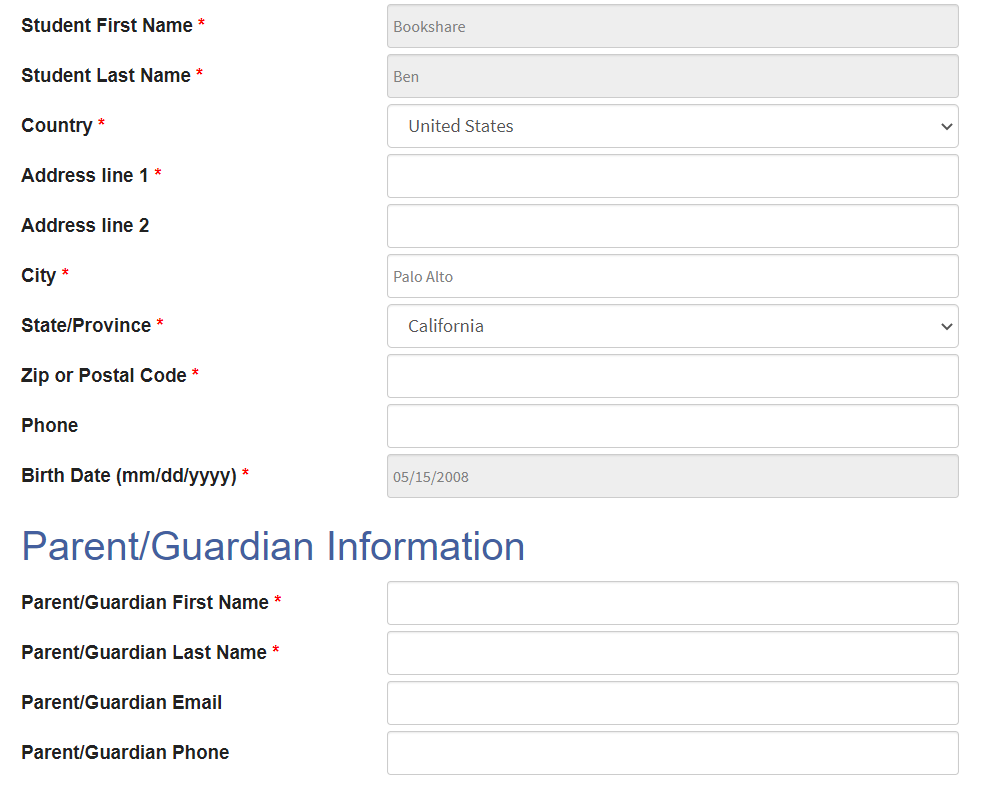 Student First Name * Bookshare
Student Last Name * Ben
Country * United States
Address line 1 *
Address line 2
City * Palo Alto
State/Province * California
Zip or Postal Code *
Phone
Birth Date (mm/dd/yyyy) * 05/15/2008
Parent/Guardian Information
Parent/Guardian First Name *
Parent/Guardian Last Name *
Parent/Guardian Email
Parent/Guardian Phone